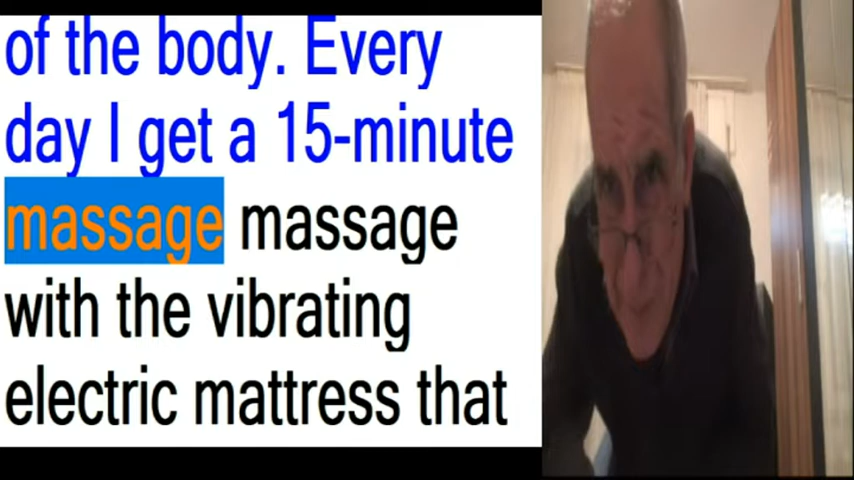 of the body. Every
day I get a 15-minute
massage massage
with the vibrating
electric mattress that